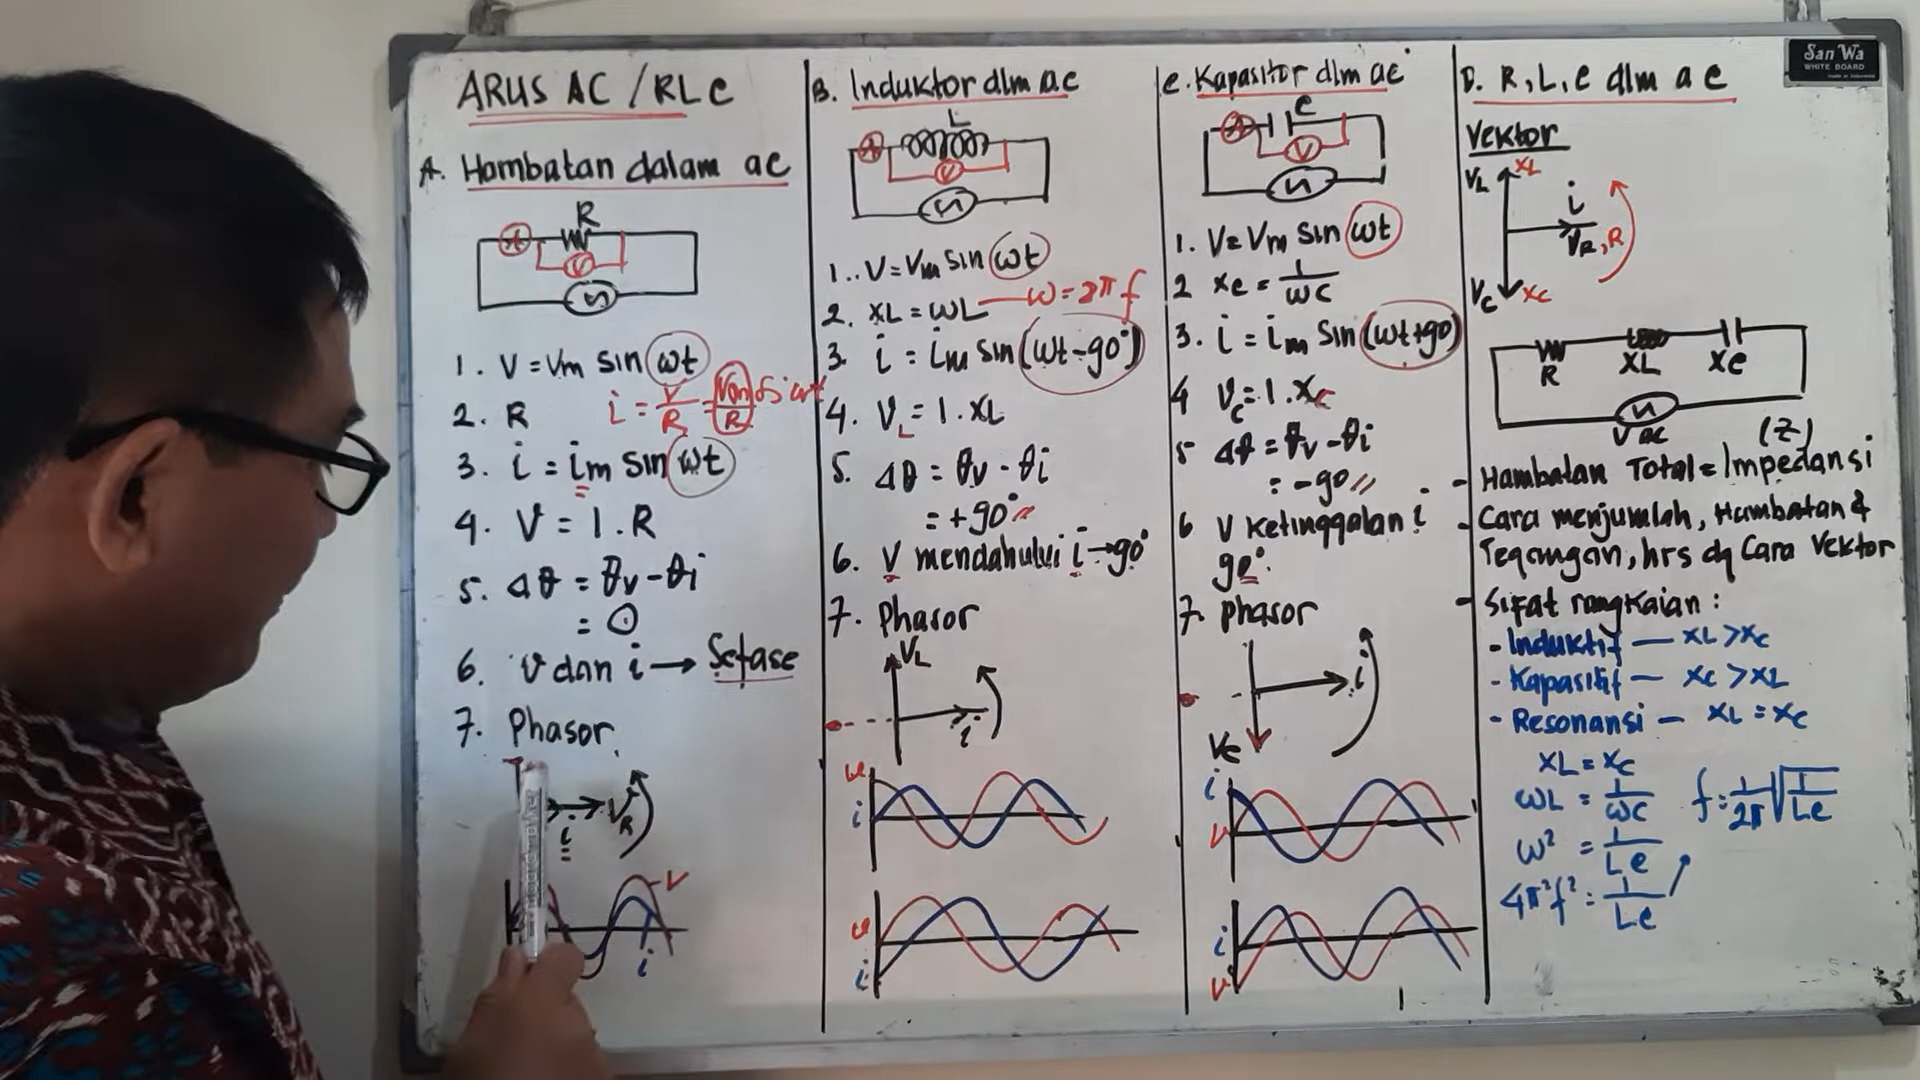 ARUS AC / RLC
A. Hambatan dalam ac
R
A
V
1. V = Vm sin ωt
2. R
i = V/R = Vm/R sin ωt
3. i = im sin ωt
4. V = I . R
5. Δθ = θv - θi
= 0
6. v dan i → Sefase
7. Phasor
i
VR
V
i
B. Induktor dlm ac
L
A
V
1. V = Vm sin ωt
2. XL = ωL — ω = 2π f
3. i = im sin (ωt - 90°)
4. VL = I . XL
5. Δθ = θv - θi
= +90°
6. V mendahului i → 90°
7. Phasor
VL
i
v
i
v
i
C. Kapasitor dlm ac
C
A
V
1. V = Vm sin ωt
2 Xc = 1/ωC
3. i = im sin (ωt+90)
4 Vc = I . Xc
5 Δθ = θv - θi
= -90
6 V Ketinggalan i
90°.
7. phasor
i
Vc
i
v
i
v
San Wa
WHITE BOARD
D. R, L, C dlm a c
Vektor
VL XL
i
VR, R
VC XC
R XL XC
V ac
(Z)
- Hambatan Total = Impedansi
- Cara menjumlah, Hambatan &
Tegangan, hrs dg Cara Vektor
- Sifat rangkaian :
- Induktif — XL > Xc
- Kapasitif — Xc > XL
- Resonansi — XL = Xc
XL = Xc
ωL = 1/ωC
f = 1/2π √1/LC
ω² = 1/LC
4π²f² = 1/LC